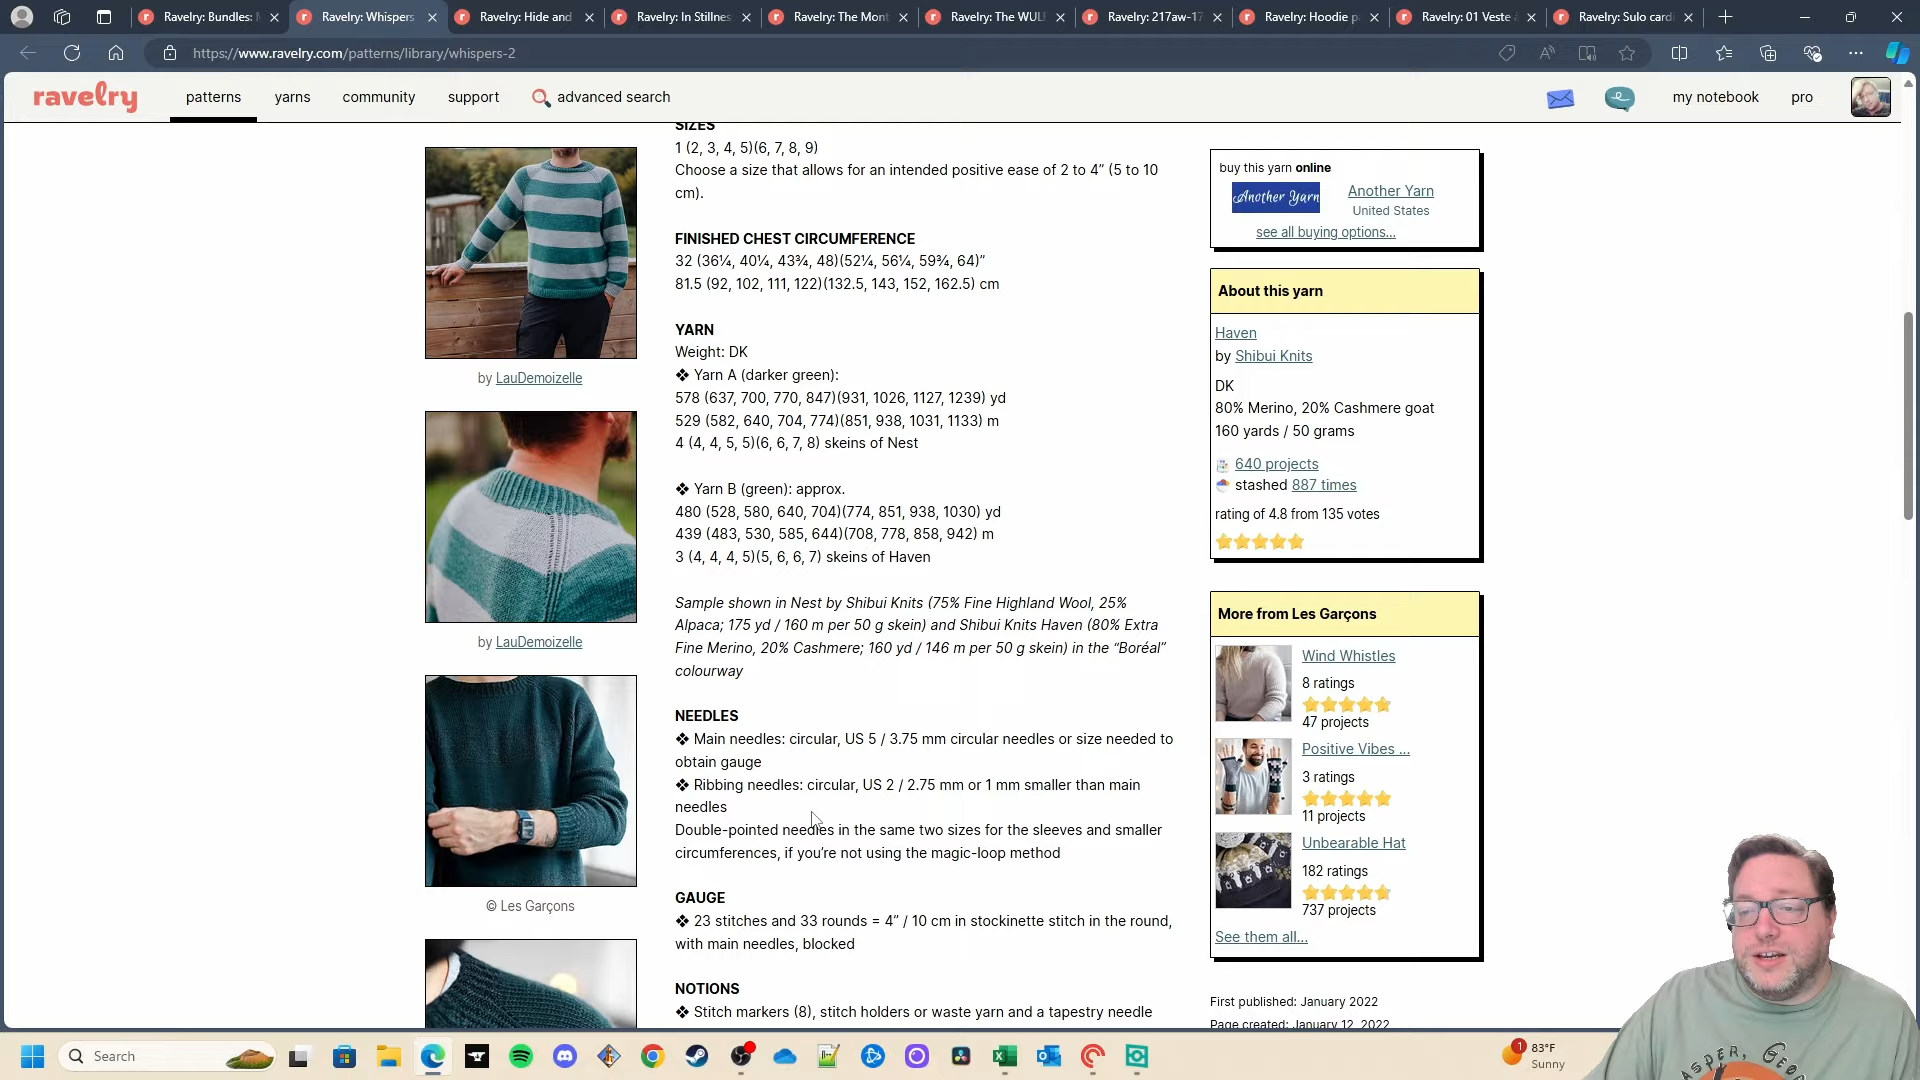 Ravelry: Bundles: M
Ravelry: Whispers
Ravelry: Hide and
Ravelry: In Stillnes
Ravelry: The Mont
Ravelry: The WULF
Ravelry: 217aw-17
Ravelry: Hoodie p
Ravelry: 01 Veste à
Ravelry: Sulo cardi
https://www.ravelry.com/patterns/library/whispers-2
ravelry
patterns
yarns
community
support
advanced search
my notebook
pro
by LauDemoizelle
by LauDemoizelle
© Les Garçons
SIZES
1 (2, 3, 4, 5)(6, 7, 8, 9)
Choose a size that allows for an intended positive ease of 2 to 4” (5 to 10
cm).
FINISHED CHEST CIRCUMFERENCE
32 (36¼, 40¼, 43¾, 48)(52¼, 56¼, 59¾, 64)”
81.5 (92, 102, 111, 122)(132.5, 143, 152, 162.5) cm
YARN
Weight: DK
❖ Yarn A (darker green):
578 (637, 700, 770, 847)(931, 1026, 1127, 1239) yd
529 (582, 640, 704, 774)(851, 938, 1031, 1133) m
4 (4, 4, 5, 5)(6, 6, 7, 8) skeins of Nest
❖ Yarn B (green): approx.
480 (528, 580, 640, 704)(774, 851, 938, 1030) yd
439 (483, 530, 585, 644)(708, 778, 858, 942) m
3 (4, 4, 4, 5)(5, 6, 6, 7) skeins of Haven
Sample shown in Nest by Shibui Knits (75% Fine Highland Wool, 25%
Alpaca; 175 yd / 160 m per 50 g skein) and Shibui Knits Haven (80% Extra
Fine Merino, 20% Cashmere; 160 yd / 146 m per 50 g skein) in the “Boréal”
colourway
NEEDLES
❖ Main needles: circular, US 5 / 3.75 mm circular needles or size needed to
obtain gauge
❖ Ribbing needles: circular, US 2 / 2.75 mm or 1 mm smaller than main
needles
Double-pointed needles in the same two sizes for the sleeves and smaller
circumferences, if you’re not using the magic-loop method
GAUGE
❖ 23 stitches and 33 rounds = 4” / 10 cm in stockinette stitch in the round,
with main needles, blocked
NOTIONS
❖ Stitch markers (8), stitch holders or waste yarn and a tapestry needle
buy this yarn online
Another Yarn
Another Yarn
United States
see all buying options...
About this yarn
Haven
by Shibui Knits
DK
80% Merino, 20% Cashmere goat
160 yards / 50 grams
640 projects
stashed 887 times
rating of 4.8 from 135 votes
More from Les Garçons
Wind Whistles
8 ratings
47 projects
Positive Vibes ...
3 ratings
11 projects
Unbearable Hat
182 ratings
737 projects
See them all...
First published: January 2022
Page created: January 12, 2022
Search
1
83°F
Sunny